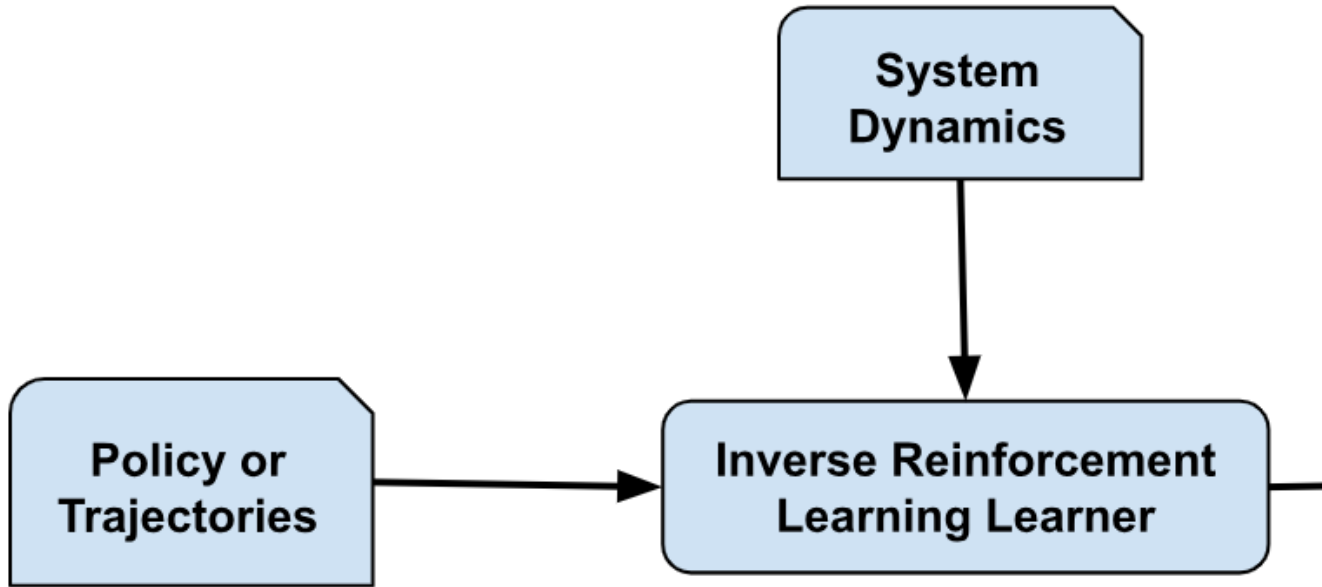 System
Dynamics
Policy or
Trajectories
Inverse Reinforcement
Learning Learner